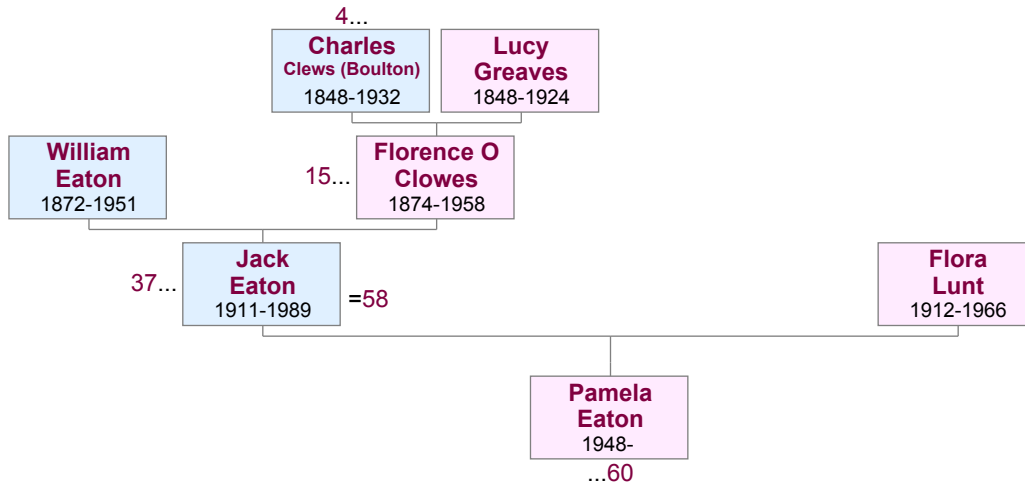 4...
Charles
Clews (Boulton)
1848-1932
Lucy
Greaves
1848-1924
William
Eaton
1872-1951
15...
Florence O
Clowes
1874-1958
37...
Jack
Eaton
1911-1989
=58
Flora
Lunt
1912-1966
Pamela
Eaton
1948-
...60